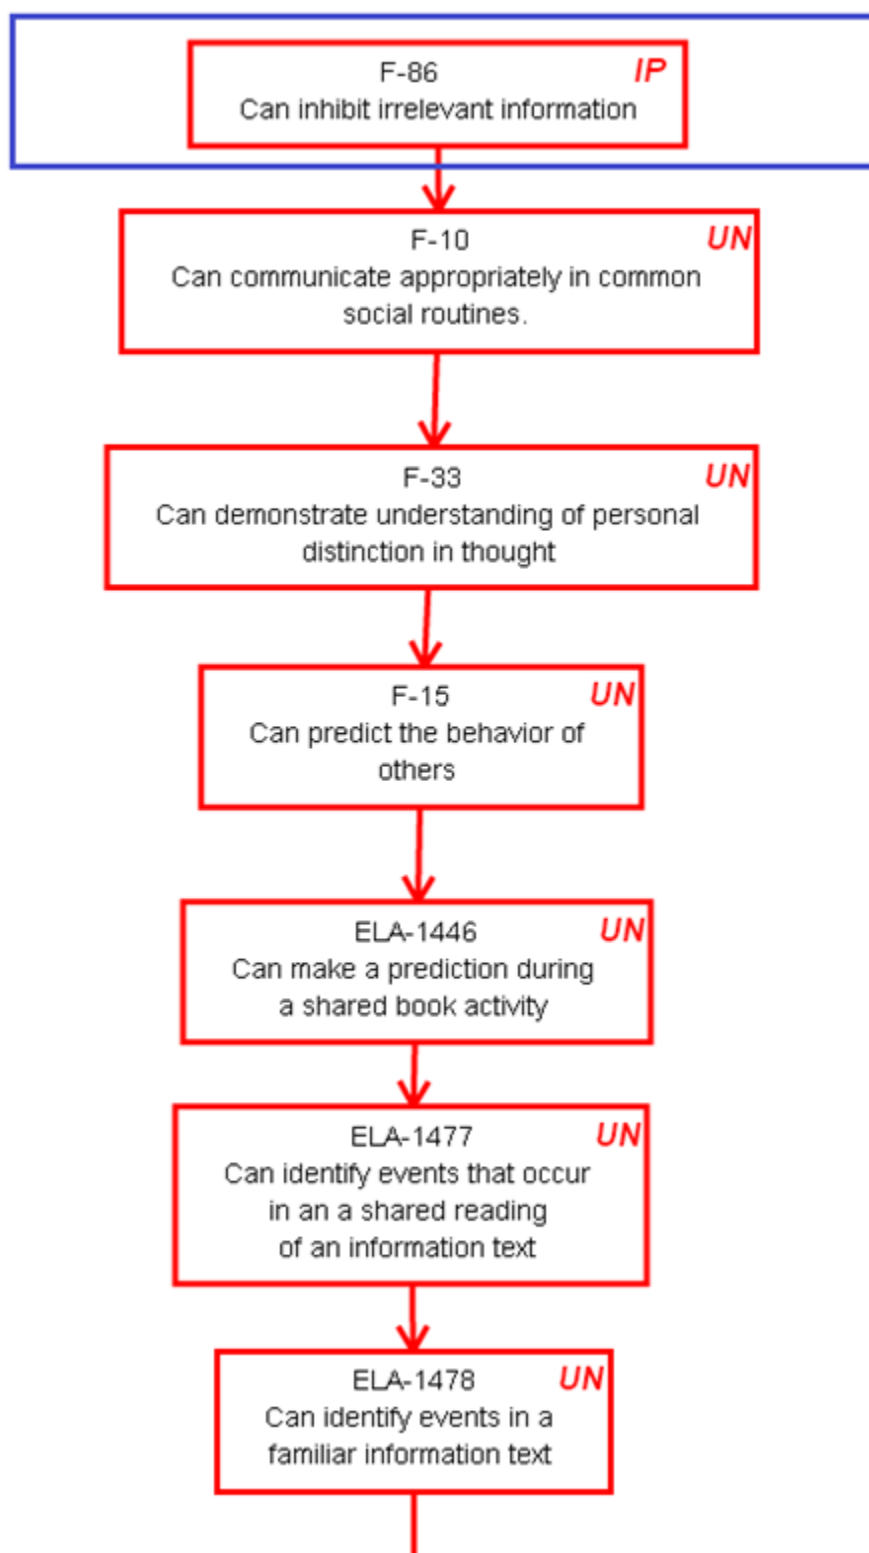 F-86 IP
Can inhibit irrelevant information
F-10 UN
Can communicate appropriately in common
social routines.
F-33 UN
Can demonstrate understanding of personal
distinction in thought
F-15 UN
Can predict the behavior of
others
ELA-1446 UN
Can make a prediction during
a shared book activity
ELA-1477 UN
Can identify events that occur
in an a shared reading
of an information text
ELA-1478 UN
Can identify events in a
familiar information text